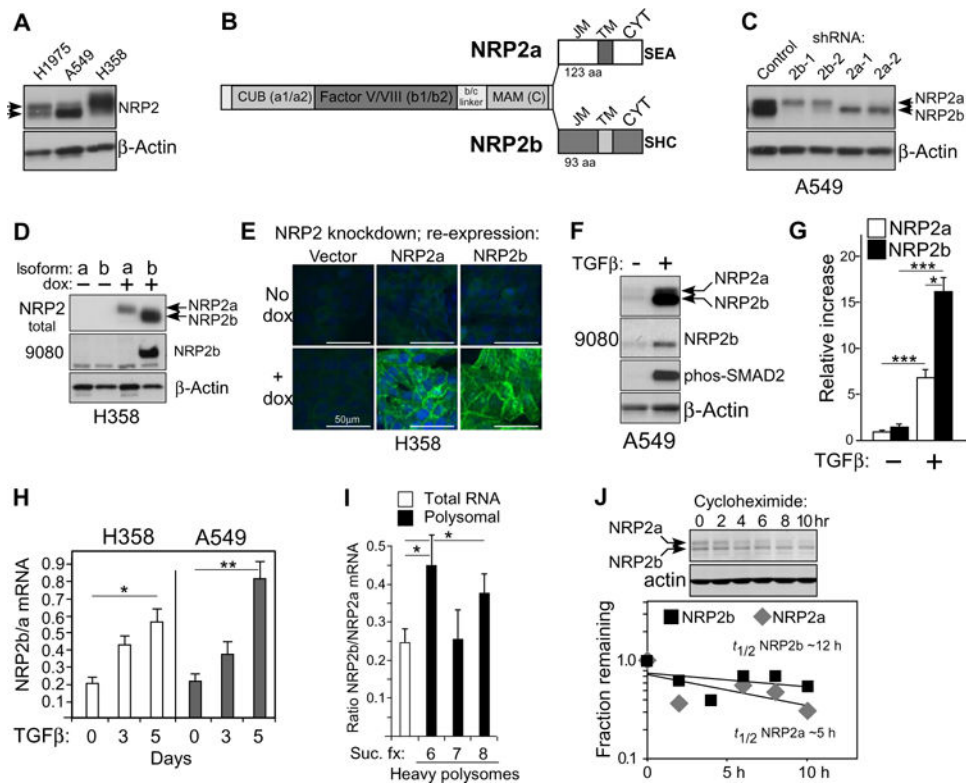 A
H1975
A549
H358
NRP2
β-Actin
B
NRP2a
JM
TM
CYT
SEA
123 aa
CUB (a1/a2)
Factor V/VIII (b1/b2)
b/c
linker
MAM (C)
NRP2b
JM
TM
CYT
SHC
93 aa
C
shRNA:
Control
2b-1
2b-2
2a-1
2a-2
NRP2a
NRP2b
β-Actin
A549
D
Isoform: a b a b
dox: − − + +
NRP2
total
NRP2a
NRP2b
9080
NRP2b
β-Actin
H358
E
NRP2 knockdown; re-expression:
Vector NRP2a NRP2b
No
dox
+
dox
50μm
H358
F
TGFβ: - +
NRP2a
NRP2b
9080
NRP2b
phos-SMAD2
β-Actin
A549
G
NRP2a
NRP2b
Relative increase
20
15
10
5
0
***
*
***
TGFβ: − +
H
H358 A549
NRP2b/a mRNA
1.0
0.9
0.8
0.7
0.6
0.5
0.4
0.3
0.2
0.1
*
**
TGFβ: 0 3 5 0 3 5
Days
I
Total RNA
Polysomal
Ratio NRP2b/NRP2a mRNA
0.5
0.4
0.3
0.2
0.1
0.0
*
*
Suc. fx: 6 7 8
Heavy polysomes
J
Cycloheximide:
0 2 4 6 8 10hr
NRP2a
NRP2b
actin
NRP2b NRP2a
Fraction remaining
1.0
0.1
t1/2 NRP2b ~12 h
t1/2 NRP2a ~5 h
0 5 h 10 h